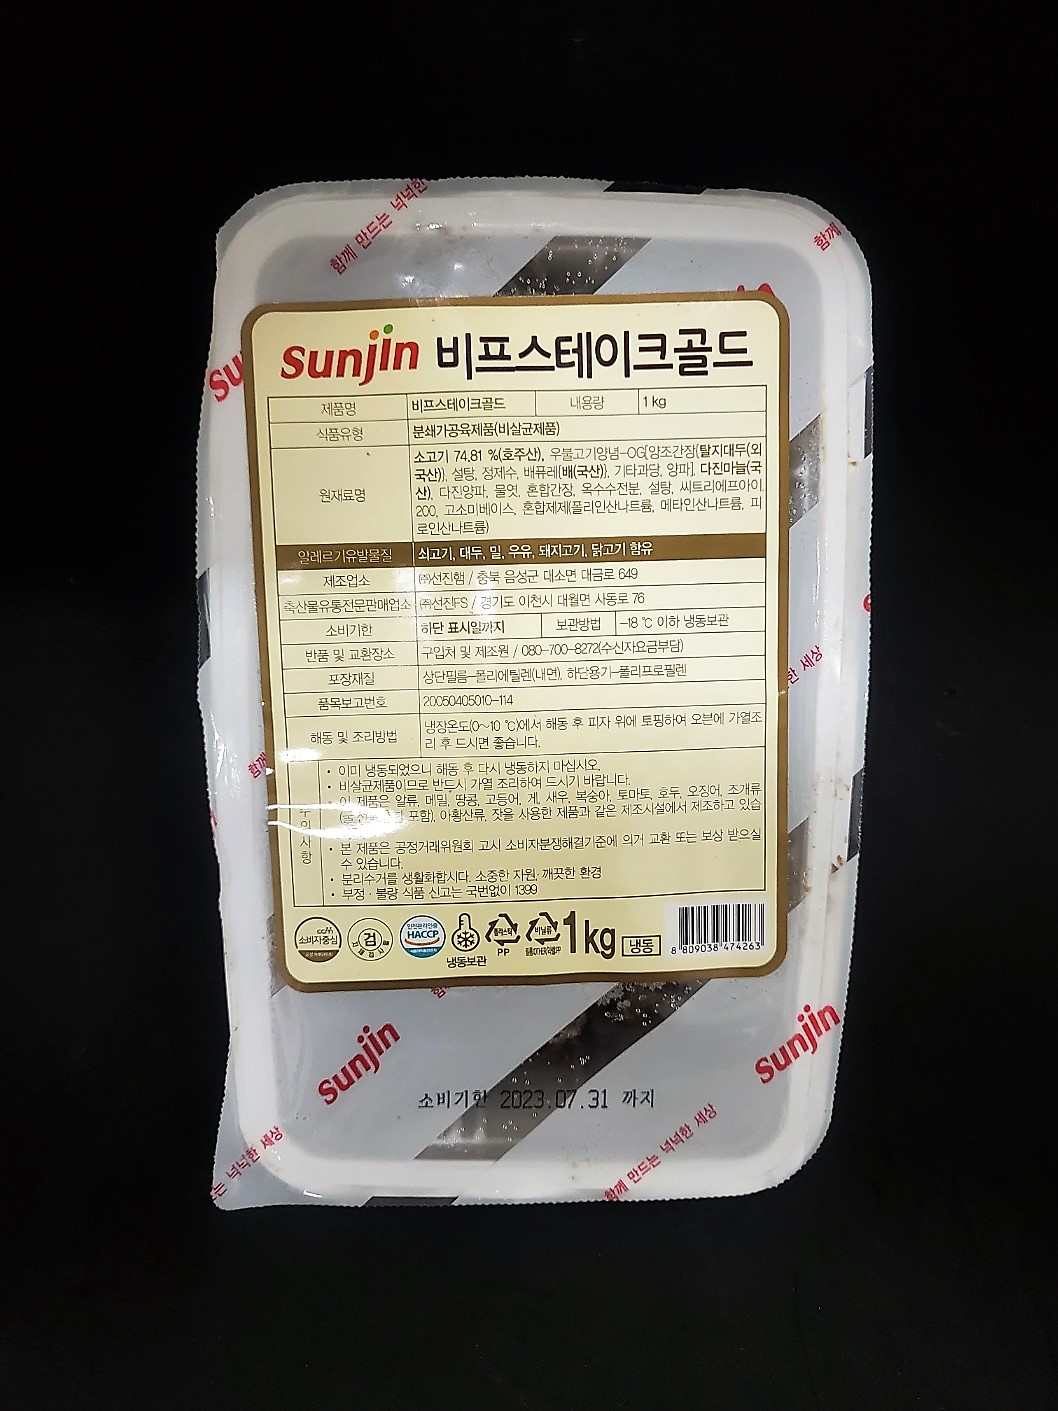 함께 만드는 넉넉한
함께
sunjin 비프스테이크골드
제품명 비프스테이크골드 내용량 1 kg
식품유형 분쇄가공육제품(비살균제품)
원재료명 소고기 74.81 %(호주산), 우불고기양념-OG[양조간장{탈지대두(외
국산)}, 설탕, 정제수, 배퓨레{배(국산)}, 기타과당, 양파], 다진마늘(국
산), 다진양파, 물엿, 혼합간장, 옥수수전분, 설탕, 씨트리에프아이
200, 고소미베이스, 혼합제제(폴리인산나트륨, 메타인산나트륨, 피
로인산나트륨)
알레르기유발물질 쇠고기, 대두, 밀, 우유, 돼지고기, 닭고기 함유
제조업소 ㈜선진햄 / 충북 음성군 대소면 대금로 649
축산물유통전문판매업소 ㈜선진FS / 경기도 이천시 대월면 사동로 76
소비기한 하단 표시일까지 보관방법 -18 ℃ 이하 냉동보관
반품 및 교환장소 구입처 및 제조원 / 080-700-8272(수신자요금부담)
포장재질 상단필름-폴리에틸렌(내면), 하단용기-폴리프로필렌
품목보고번호 20050405010-114
해동 및 조리방법 냉장온도(0~10 ℃)에서 해동 후 피자 위에 토핑하여 오븐에 가열조
리 후 드시면 좋습니다.
주의사항
• 이미 냉동되었으니 해동 후 다시 냉동하지 마십시오.
• 비살균제품이므로 반드시 가열 조리하여 드시기 바랍니다.
• 이 제품은 알류, 메밀, 땅콩, 고등어, 게, 새우, 복숭아, 토마토, 호두, 오징어, 조개류
포함), 아황산류, 잣을 사용한 제품과 같은 제조시설에서 제조하고 있습
• 본 제품은 공정거래위원회 고시 소비자분쟁해결기준에 의거 교환 또는 보상 받으실
수 있습니다.
• 분리수거를 생활화합시다. 소중한 자원, 깨끗한 환경
• 부정 · 불량 식품 신고는 국번없이 1399
소비자중심
검
HACCP
냉동보관
플라스틱
PP
비닐류
1kg
냉동
8 809038 474263
sunjin
sunjin
소비기한 2023.07.31 까지
넉넉한 세상
함께 만드는 넉넉한 세상